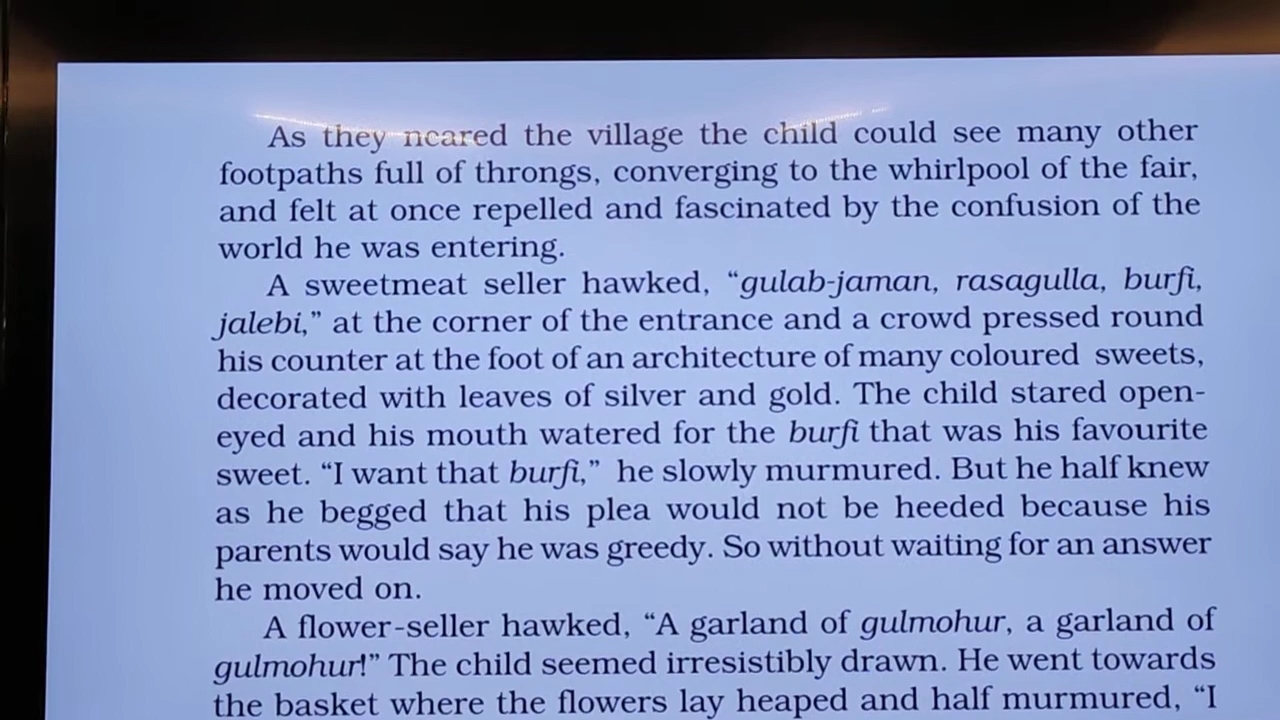 As they neared the village the child could see many other
footpaths full of throngs, converging to the whirlpool of the fair,
and felt at once repelled and fascinated by the confusion of the
world he was entering.
A sweetmeat seller hawked, “gulab-jaman, rasagulla, burfi,
jalebi,” at the corner of the entrance and a crowd pressed round
his counter at the foot of an architecture of many coloured sweets,
decorated with leaves of silver and gold. The child stared open-
eyed and his mouth watered for the burfi that was his favourite
sweet. “I want that burfi,” he slowly murmured. But he half knew
as he begged that his plea would not be heeded because his
parents would say he was greedy. So without waiting for an answer
he moved on.
A flower-seller hawked, “A garland of gulmohur, a garland of
gulmohur!” The child seemed irresistibly drawn. He went towards
the basket where the flowers lay heaped and half murmured, “I